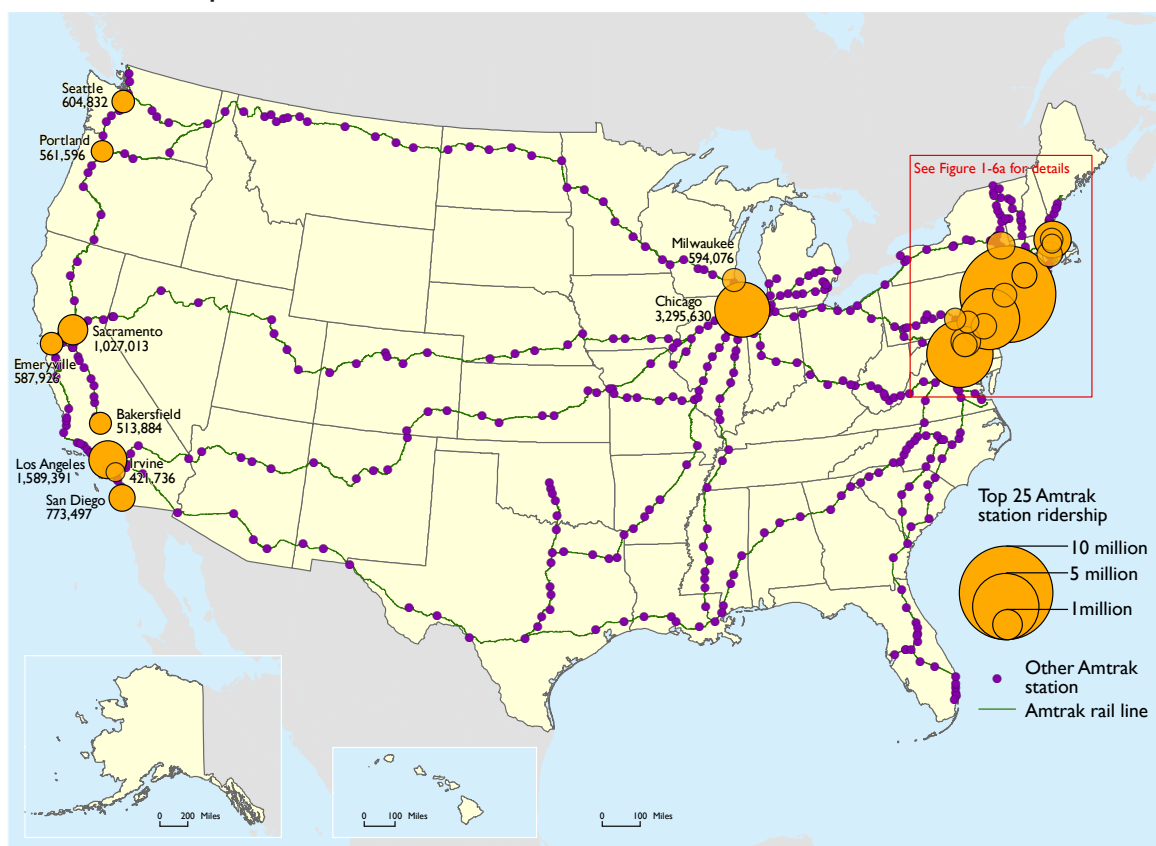 Seattle
604,832
Portland
561,596
See Figure 1-6a for details
Milwaukee
594,076
Chicago
3,295,630
Sacramento
1,027,013
Emeryville
587,926
Bakersfield
513,884
Los Angeles
1,589,391
Irvine
421,736
San Diego
773,497
Top 25 Amtrak
station ridership
10 million
5 million
1million
Other Amtrak
station
Amtrak rail line
0 200 Miles
0 100 Miles
0 100 Miles